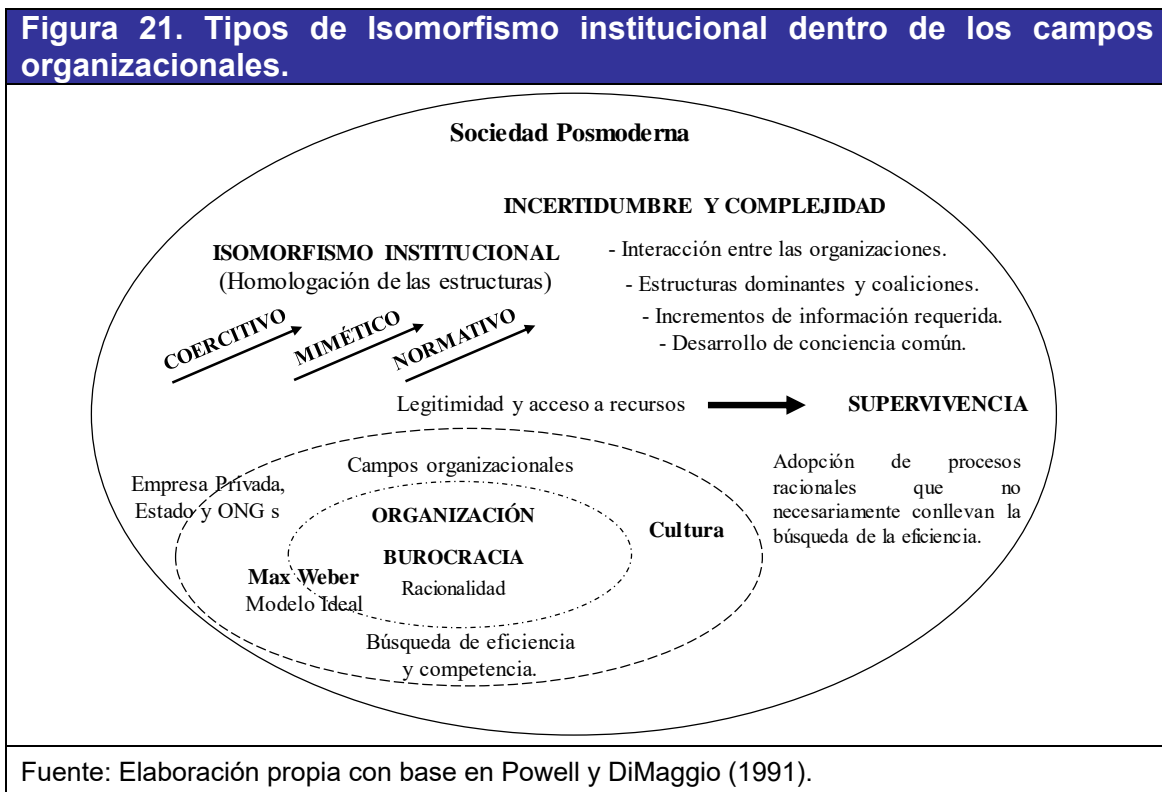 Figura 21. Tipos de Isomorfismo institucional dentro de los campos
organizacionales.
Sociedad Posmoderna
INCERTIDUMBRE Y COMPLEJIDAD
ISOMORFISMO INSTITUCIONAL
(Homologación de las estructuras)
- Interacción entre las organizaciones.
- Estructuras dominantes y coaliciones.
- Incrementos de información requerida.
- Desarrollo de conciencia común.
COERCITIVO
MIMÉTICO
NORMATIVO
Legitimidad y acceso a recursos
SUPERVIVENCIA
Adopción de procesos
racionales que no
necesariamente conllevan la
búsqueda de la eficiencia.
Empresa Privada,
Estado y ONG s
Campos organizacionales
ORGANIZACIÓN
BUROCRACIA
Racionalidad
Cultura
Max Weber
Modelo Ideal
Búsqueda de eficiencia
y competencia.
Fuente: Elaboración propia con base en Powell y DiMaggio (1991).